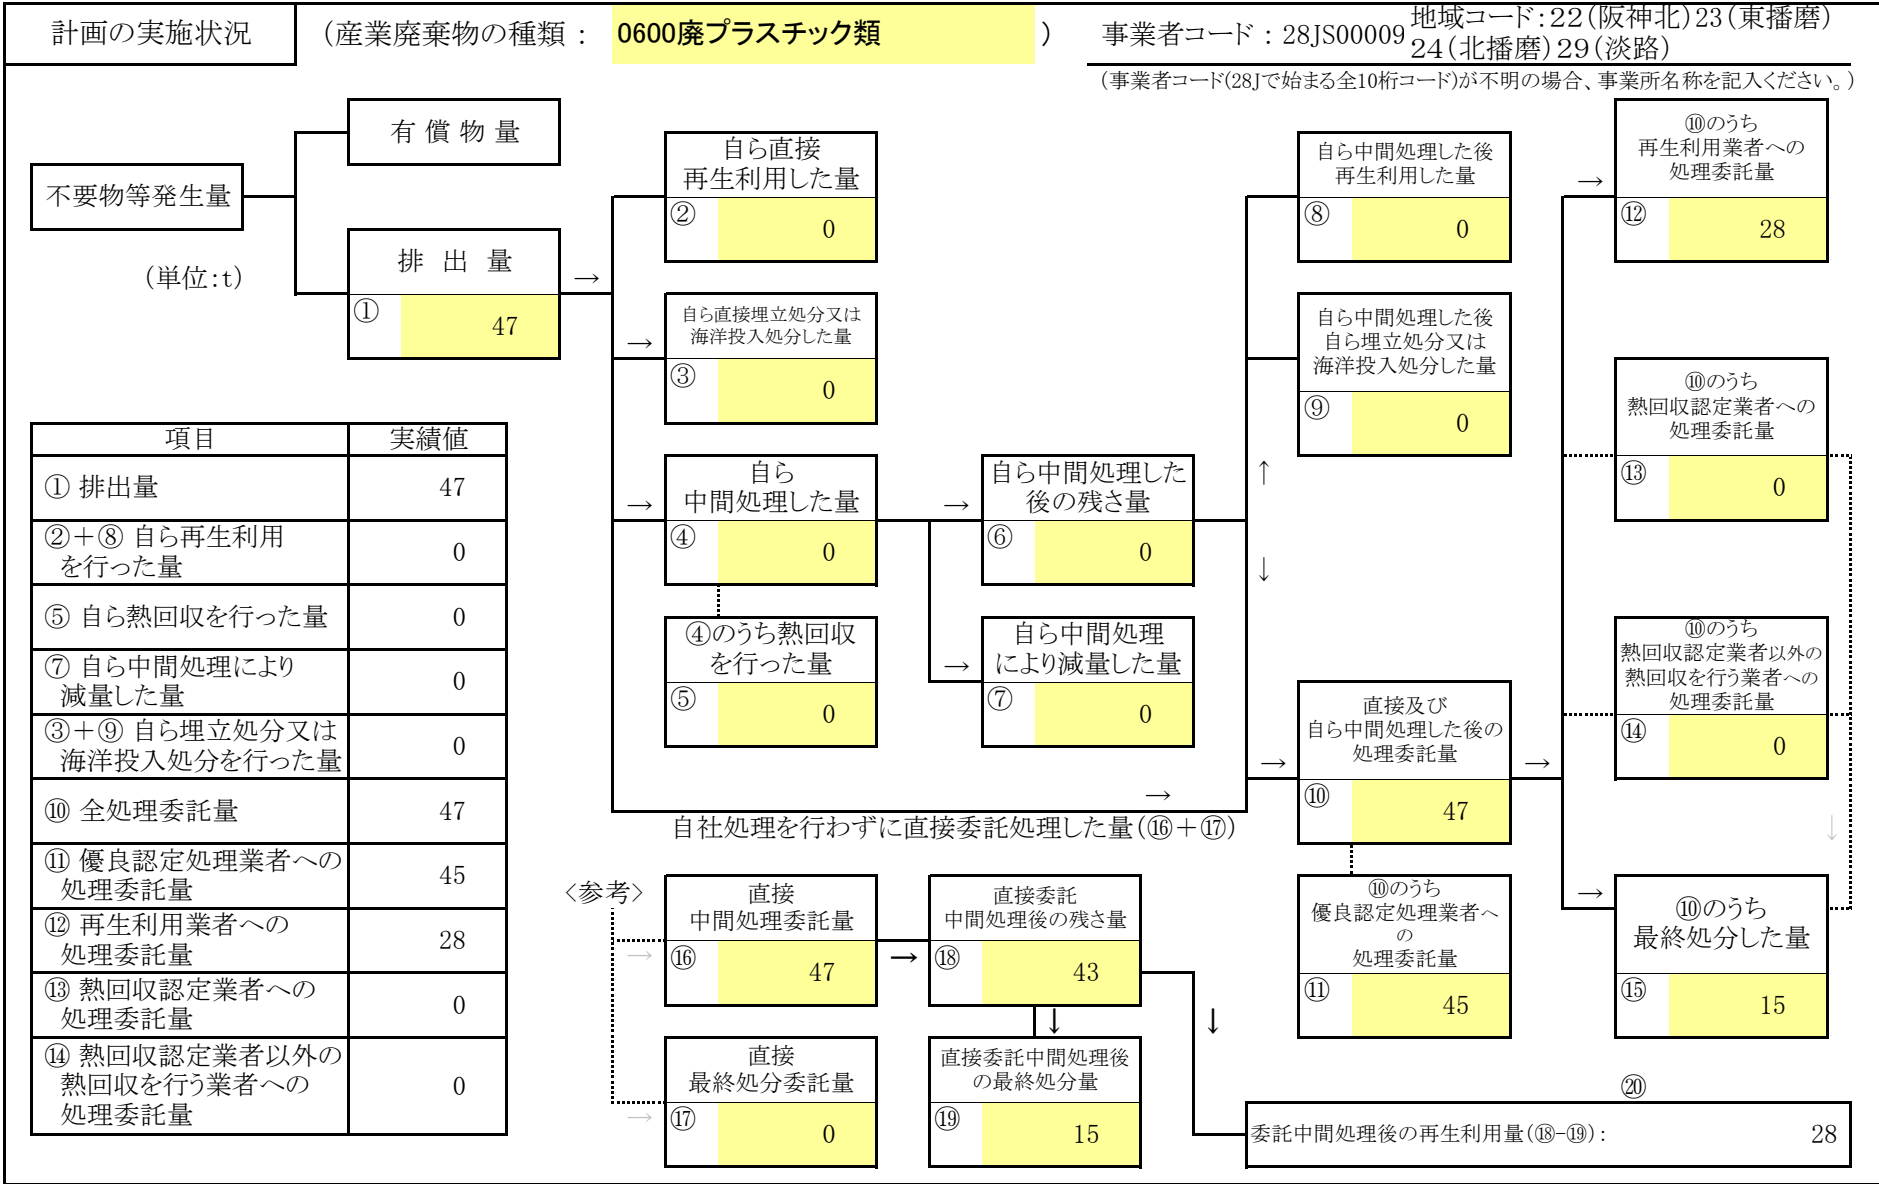 計画の実施状況
(産業廃棄物の種類： 0600廃プラスチック類 )
事業者コード：28JS00009
地域コード:22(阪神北)23(東播磨)
24(北播磨)29(淡路)
(事業者コード(28Jで始まる全10桁コード)が不明の場合、事業所名称を記入ください。)
不要物等発生量
(単位:t)
有 償 物 量
排 出 量
① 47
→
自ら直接
再生利用した量
② 0
→
自ら直接埋立処分又は
海洋投入処分した量
③ 0
→
自ら
中間処理した量
④ 0
④のうち熱回収
を行った量
⑤ 0
→
自ら中間処理した
後の残さ量
⑥ 0
→
自ら中間処理
により減量した量
⑦ 0
↑
↓
自ら中間処理した後
再生利用した量
⑧ 0
自ら中間処理した後
自ら埋立処分又は
海洋投入処分した量
⑨ 0
→
自社処理を行わずに直接委託処理した量(⑯＋⑰)
→
直接及び
自ら中間処理した後の
処理委託量
⑩ 47
⑩のうち
優良認定処理業者へ
の
処理委託量
⑪ 45
→
→
⑩のうち
再生利用業者への
処理委託量
⑫ 28
⑩のうち
熱回収認定業者への
処理委託量
⑬ 0
⑩のうち
熱回収認定業者以外の
熱回収を行う業者への
処理委託量
⑭ 0
↓
→
⑩のうち
最終処分した量
⑮ 15
項目 実績値
① 排出量 47
②＋⑧ 自ら再生利用
を行った量 0
⑤ 自ら熱回収を行った量 0
⑦ 自ら中間処理により
減量した量 0
③＋⑨ 自ら埋立処分又は
海洋投入処分を行った量 0
⑩ 全処理委託量 47
⑪ 優良認定処理業者への
処理委託量 45
⑫ 再生利用業者への
処理委託量 28
⑬ 熱回収認定業者への
処理委託量 0
⑭ 熱回収認定業者以外の
熱回収を行う業者への
処理委託量 0
〈参考〉
→
直接
中間処理委託量
⑯ 47
→
直接
最終処分委託量
⑰ 0
→
直接委託
中間処理後の残さ量
⑱ 43
↓
直接委託中間処理後
の最終処分量
⑲ 15
↓
⑳
委託中間処理後の再生利用量(⑱-⑲)： 28